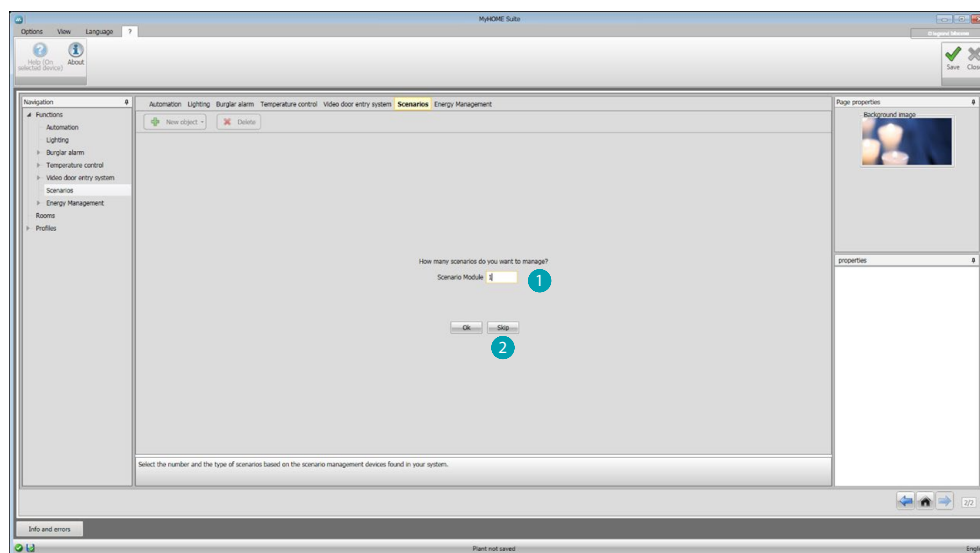 MyHOME Suite
Options View Language ?
Help (On selected device)
About
Save Close
Navigation
Functions
Automation
Lighting
Burglar alarm
Temperature control
Video door entry system
Scenarios
Energy Management
Rooms
Profiles
Automation Lighting Burglar alarm Temperature control Video door entry system Scenarios Energy Management
New object Delete
How many scenarios do you want to manage?
Scenario Module 1
1
Ok Skip
2
Select the number and the type of scenarios based on the scenario management devices found in your system.
Page properties
Background image
properties
2/2
Info and errors
Plant not saved
Engli